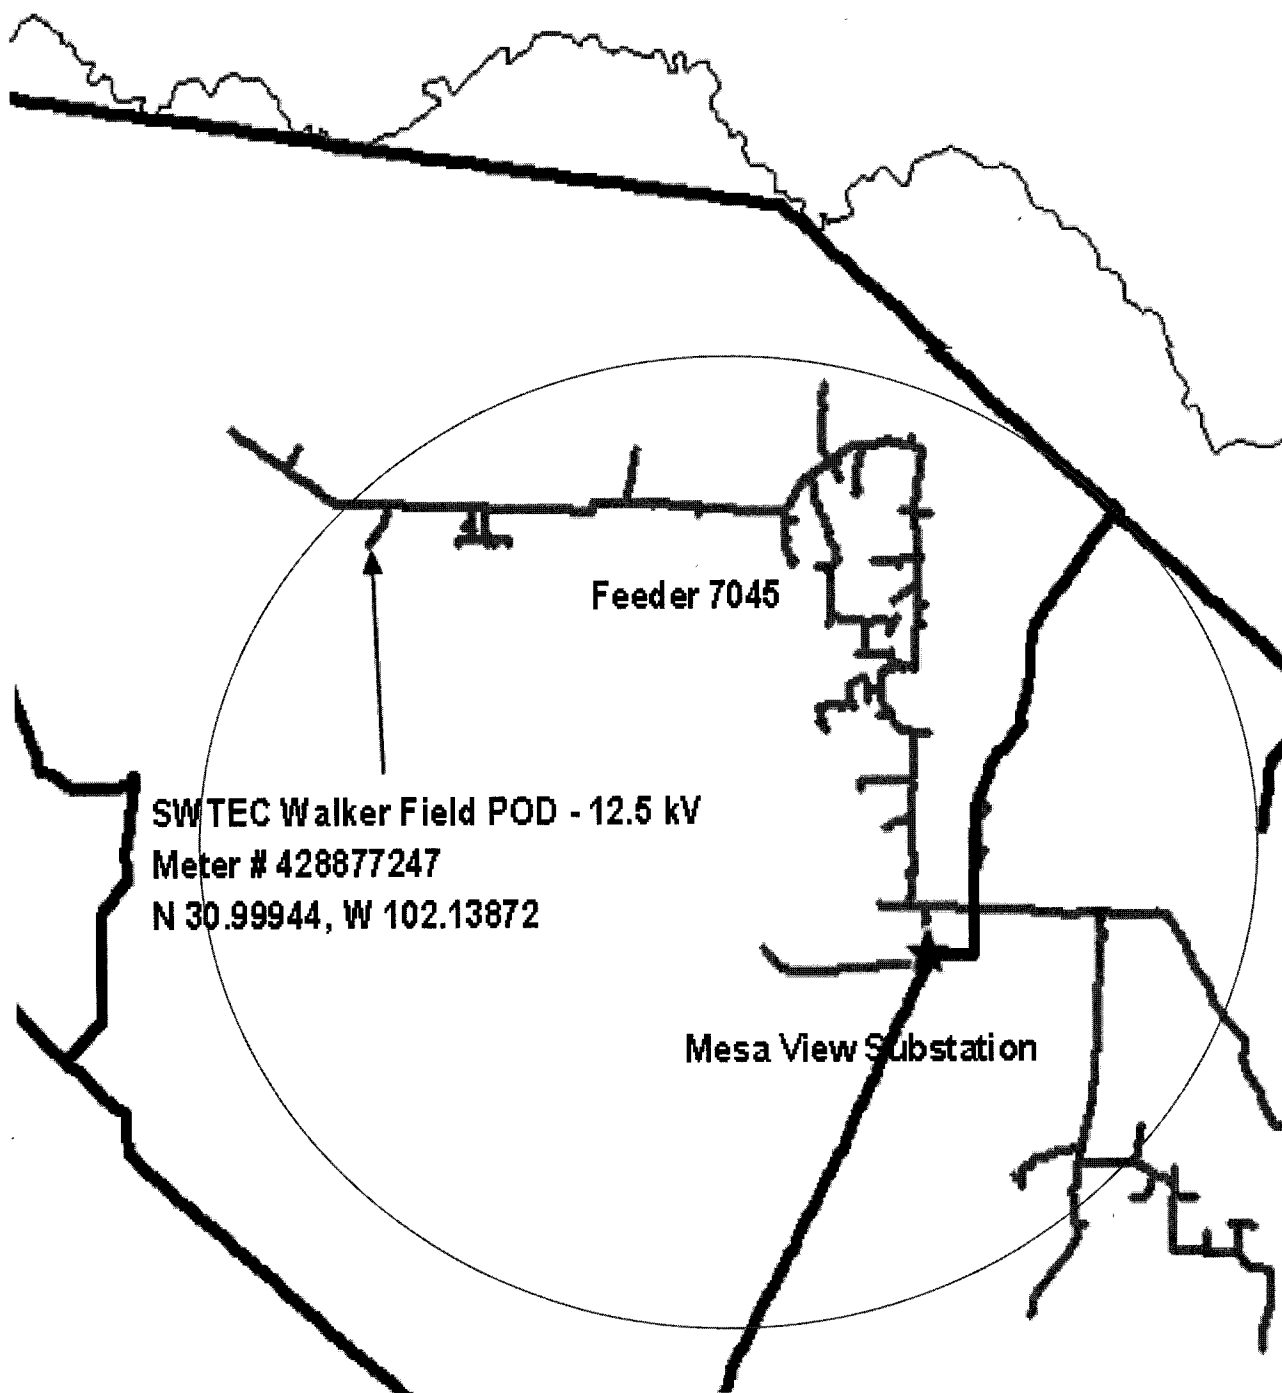 Feeder 7045
SWTEC Walker Field POD - 12.5 kV
Meter # 428877247
N 30.99944, W 102.13872
Mesa View Substation